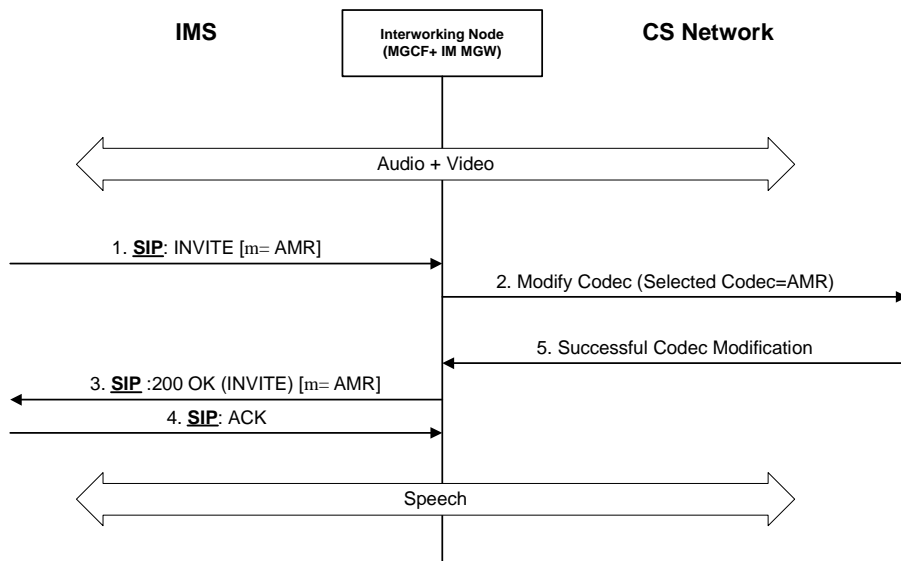 IMS
Interworking Node
(MGCF+ IM MGW)
CS Network
Audio + Video
1. SIP: INVITE [m= AMR]
2. Modify Codec (Selected Codec=AMR)
5. Successful Codec Modification
3. SIP :200 OK (INVITE) [m= AMR]
4. SIP: ACK
Speech